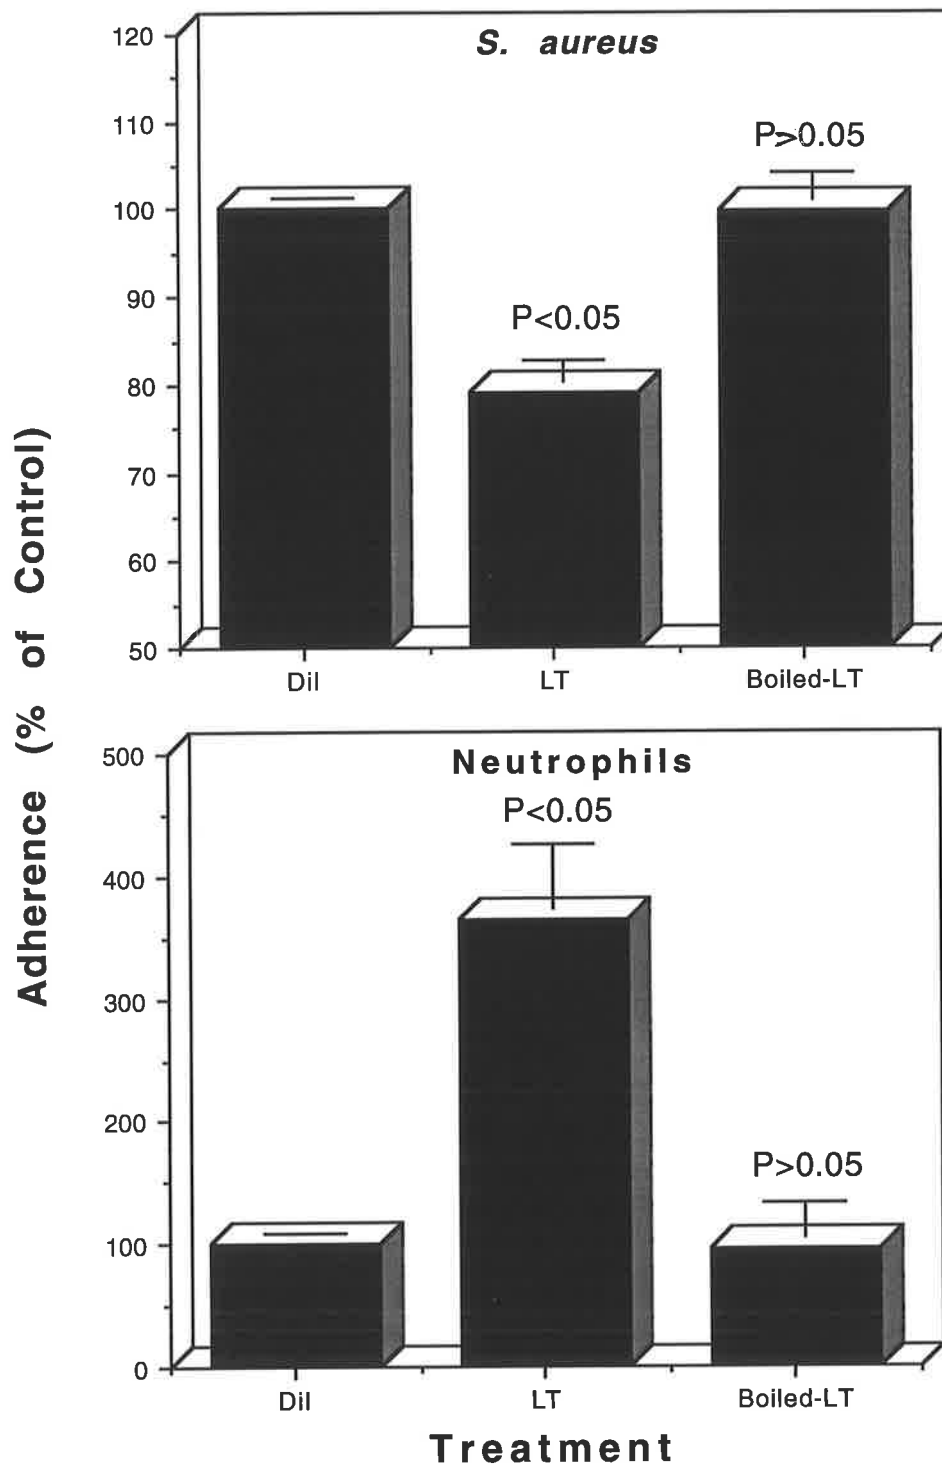 S. aureus
120
110
100
90
80
70
60
50
P>0.05
P<0.05
Dil LT Boiled-LT
Adherence (% of Control)
Neutrophils
500
400
300
200
100
0
P<0.05
P>0.05
Dil LT Boiled-LT
Treatment